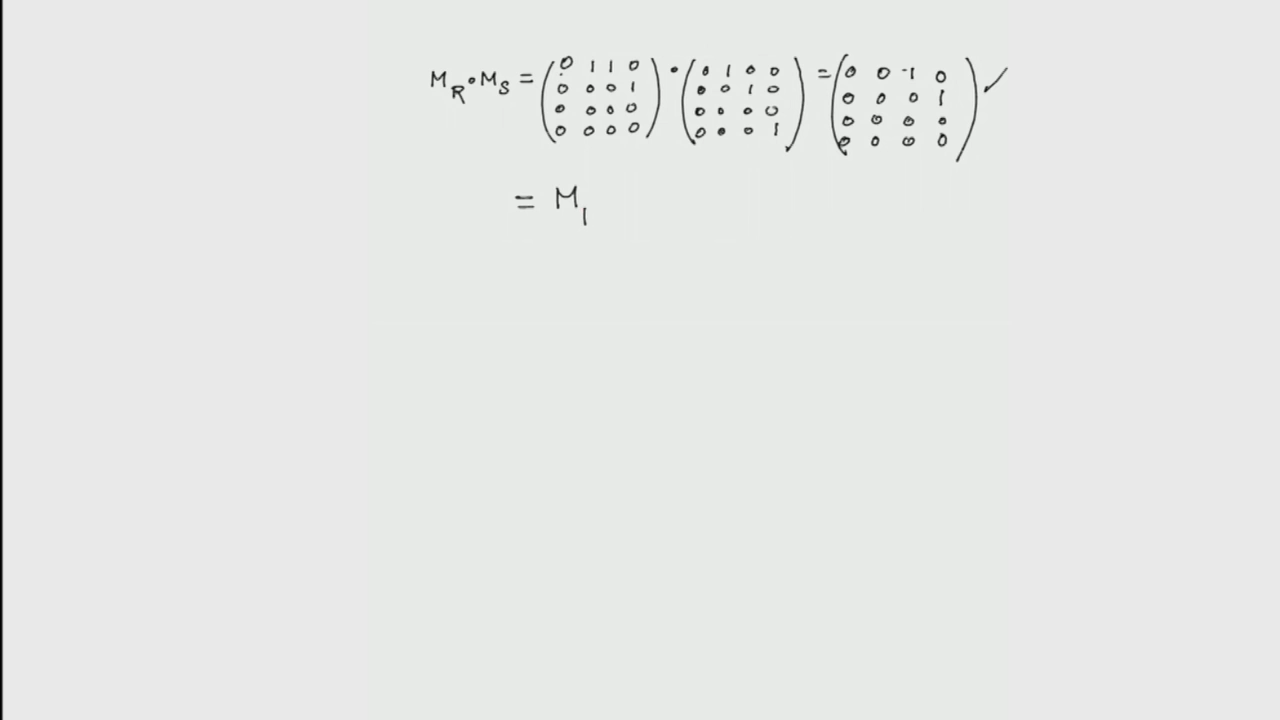 M_R∘M_S = (0 1 1 0) • (0 1 0 0) = (0 0 1 0) ✓
(0 0 0 1) (0 0 1 0) (0 0 0 1)
(0 0 0 0) (0 0 0 0) (0 0 0 0)
(0 0 0 0) (0 0 0 1) (0 0 0 0)
= M_1